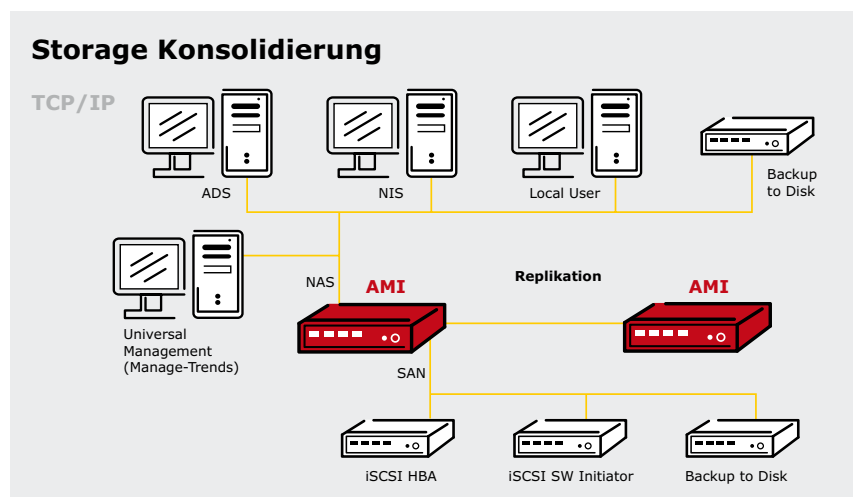 Storage Konsolidierung
TCP/IP
ADS
NIS
Local User
Backup
to Disk
NAS
AMI
Replikation
AMI
Universal
Management
(Manage-Trends)
SAN
iSCSI HBA
iSCSI SW Initiator
Backup to Disk